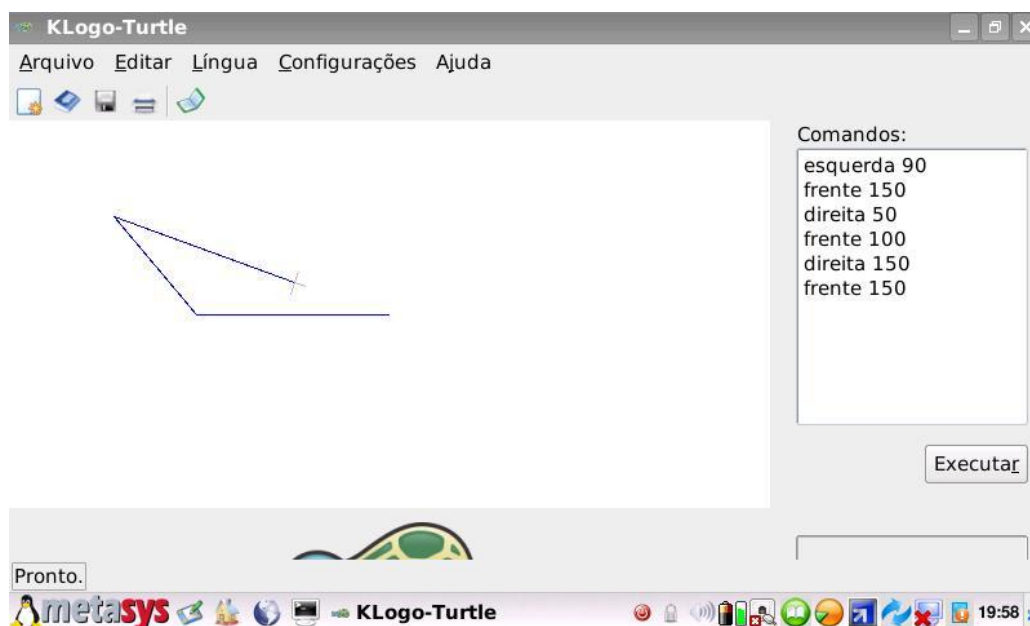 KLogo-Turtle
Arquivo Editar Língua Configurações Ajuda
Comandos:
esquerda 90
frente 150
direita 50
frente 100
direita 150
frente 150
Executar
Pronto.
metasys KLogo-Turtle 19:58